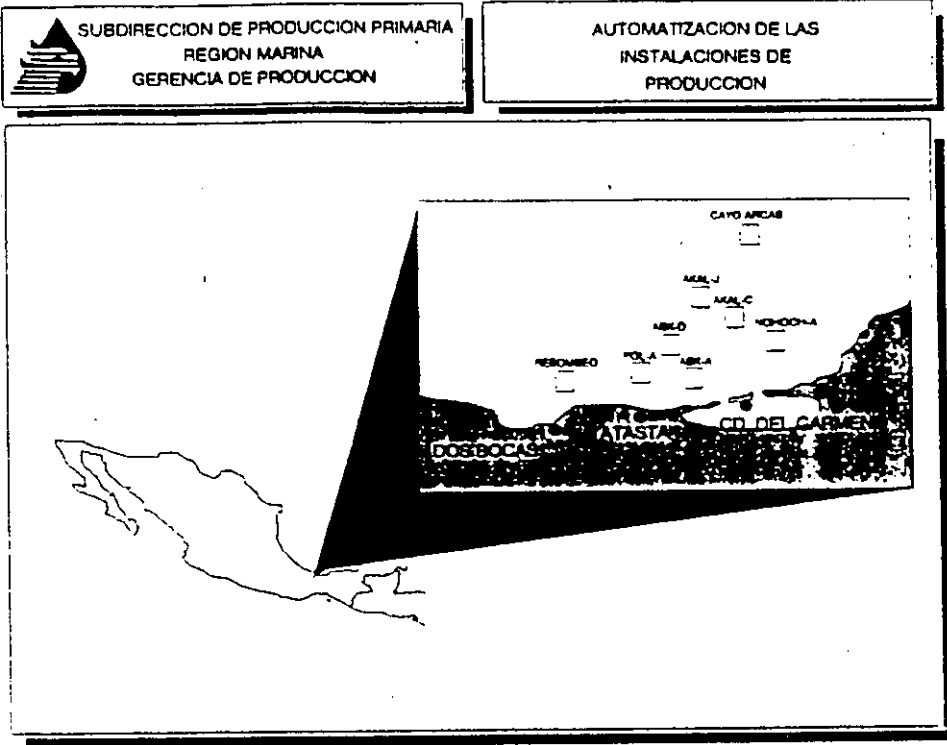 SUBDIRECCION DE PRODUCCION PRIMARIA
REGION MARINA
GERENCIA DE PRODUCCION
AUTOMATIZACION DE LAS
INSTALACIONES DE
PRODUCCION
CAYO ARCAS
AKAL-J
AKAL-C
NOHOCH-A
ABK-D
POL-A
ABK-A
REBOMBEO
CD. DEL CARMEN
ATASTA
DOS BOCAS